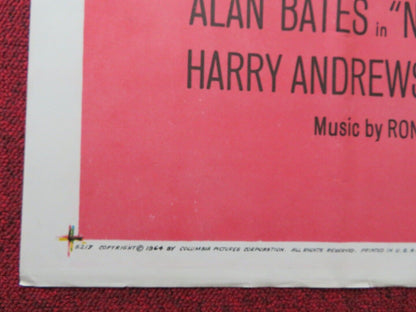 ALAN BATES in "N
HARRY ANDREWS
Music by RON
6213 COPYRIGHT © 1964 BY COLUMBIA PICTURES CORPORATION. ALL RIGHTS RESERVED. PRINTED IN U.S.A